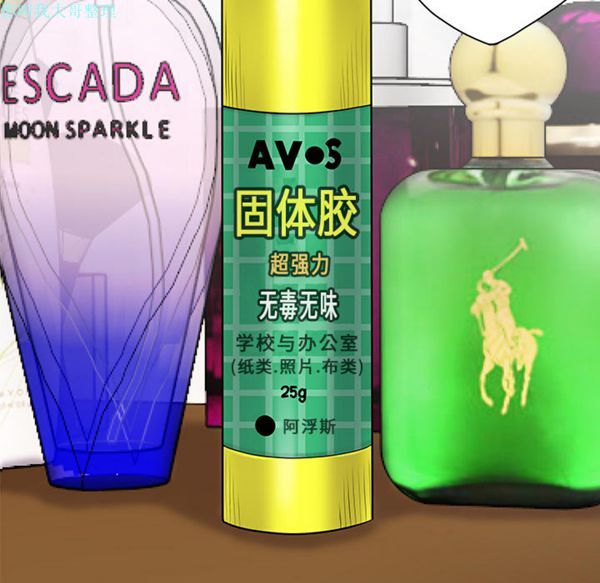 ESCADA
MOON SPARKLE
AV●S
固体胶
超强力
无毒无味
学校与办公室
(纸类.照片.布类)
25g
阿浮斯